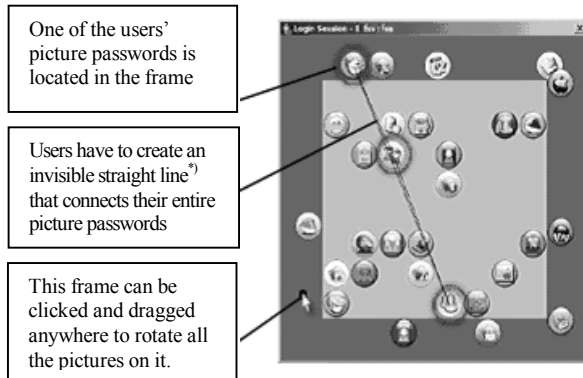 One of the users'
picture passwords is
located in the frame
Users have to create an
invisible straight line*)
that connects their entire
picture passwords
This frame can be
clicked and dragged
anywhere to rotate all
the pictures on it.
Login Session - 1